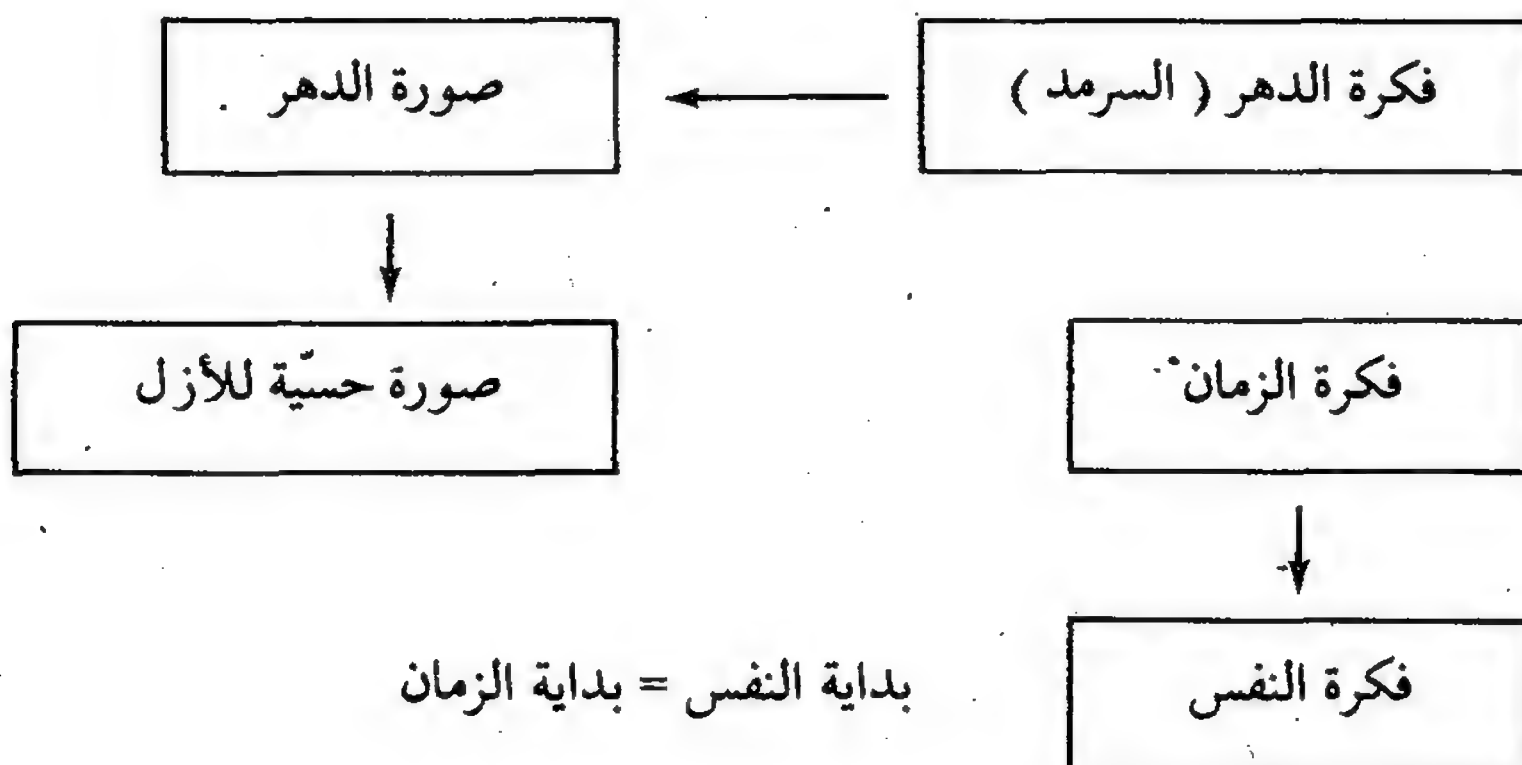 فكرة الدهر ( السرمد )
صورة الدهر
فكرة الزمان
صورة حسيّة للأزل
فكرة النفس
بداية النفس = بداية الزمان